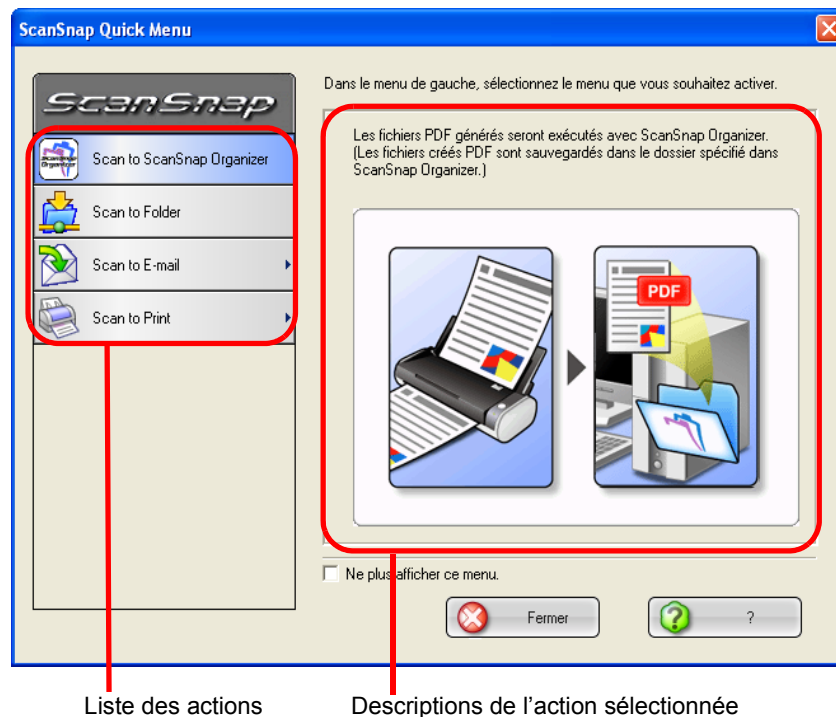 ScanSnap Quick Menu
ScanSnap
Scan to ScanSnap Organizer
Scan to Folder
Scan to E-mail
Scan to Print
Dans le menu de gauche, sélectionnez le menu que vous souhaitez activer.
Les fichiers PDF générés seront exécutés avec ScanSnap Organizer.
(Les fichiers créés PDF sont sauvegardés dans le dossier spécifié dans
ScanSnap Organizer.)
PDF
Ne plus afficher ce menu.
Fermer
?
Liste des actions
Descriptions de l’action sélectionnée